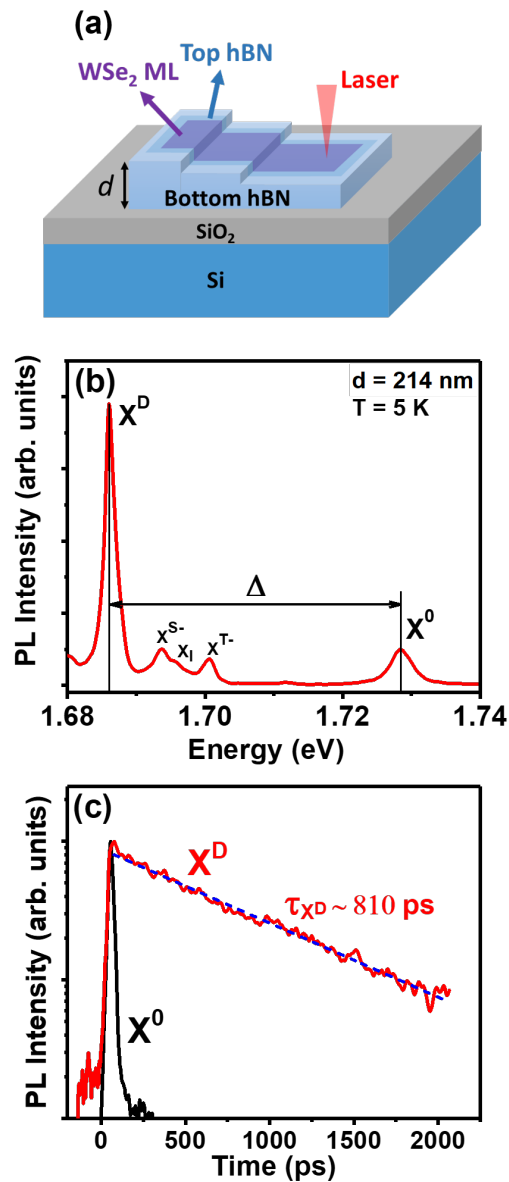 (a)
Top hBN
WSe₂ ML
Laser
d
Bottom hBN
SiO₂
Si
(b)
d = 214 nm
T = 5 K
Xᴰ
Δ
X⁰
Xˢ⁻
X_I
Xᵀ⁻
PL Intensity (arb. units)
1.68 1.70 1.72 1.74
Energy (eV)
(c)
Xᴰ
τ_Xᴰ ~ 810 ps
X⁰
PL Intensity (arb. units)
0 500 1000 1500 2000
Time (ps)